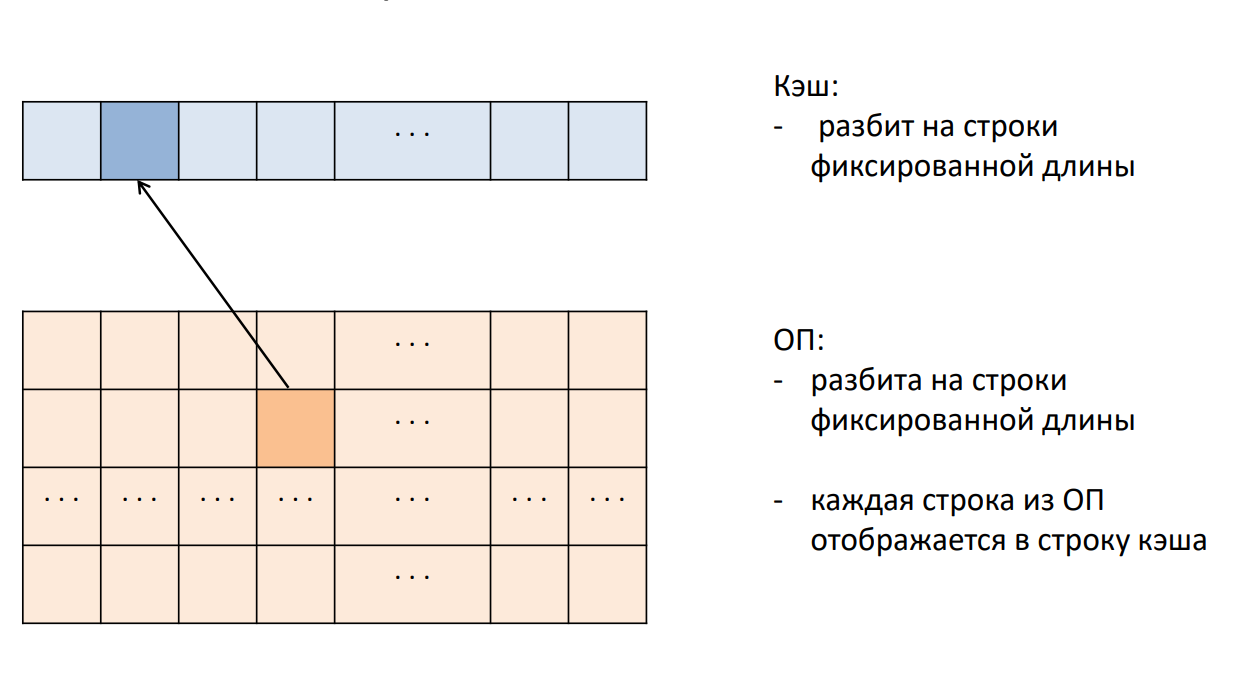 Кэш:
- разбит на строки
фиксированной длины
. . .
ОП:
- разбита на строки
фиксированной длины
- каждая строка из ОП
отображается в строку кэша
. . .
. . .
. . . . . . . . . . . . . . . . . . . . .
. . .